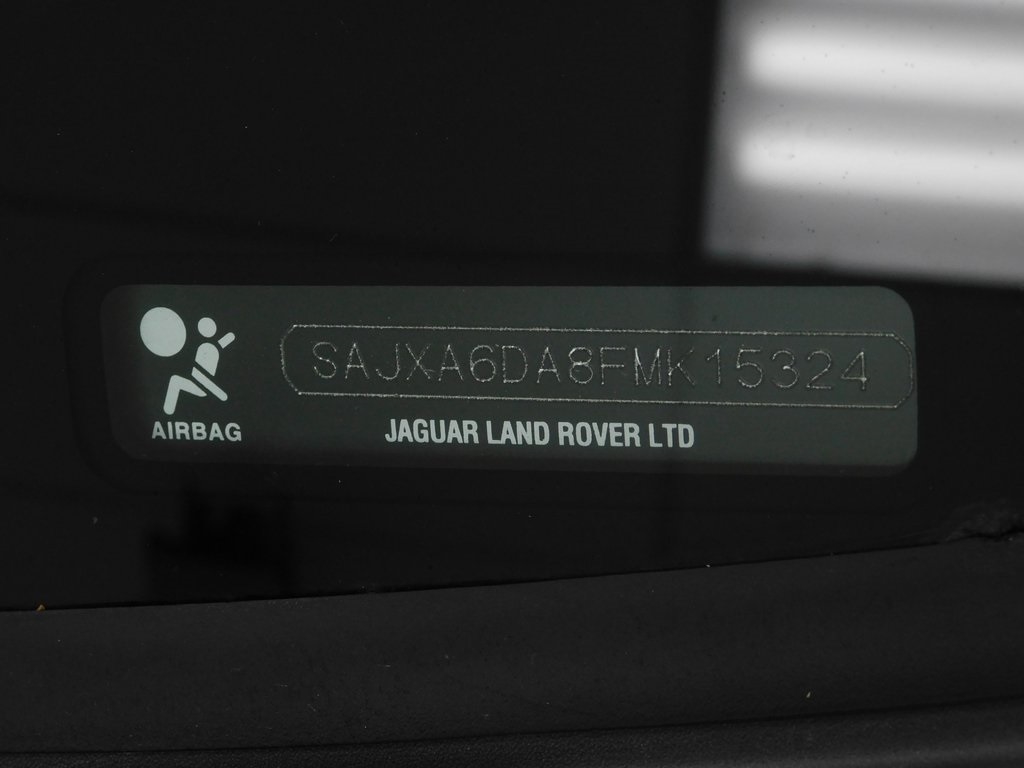 SAJXA6DA8FMK15324
AIRBAG
JAGUAR LAND ROVER LTD